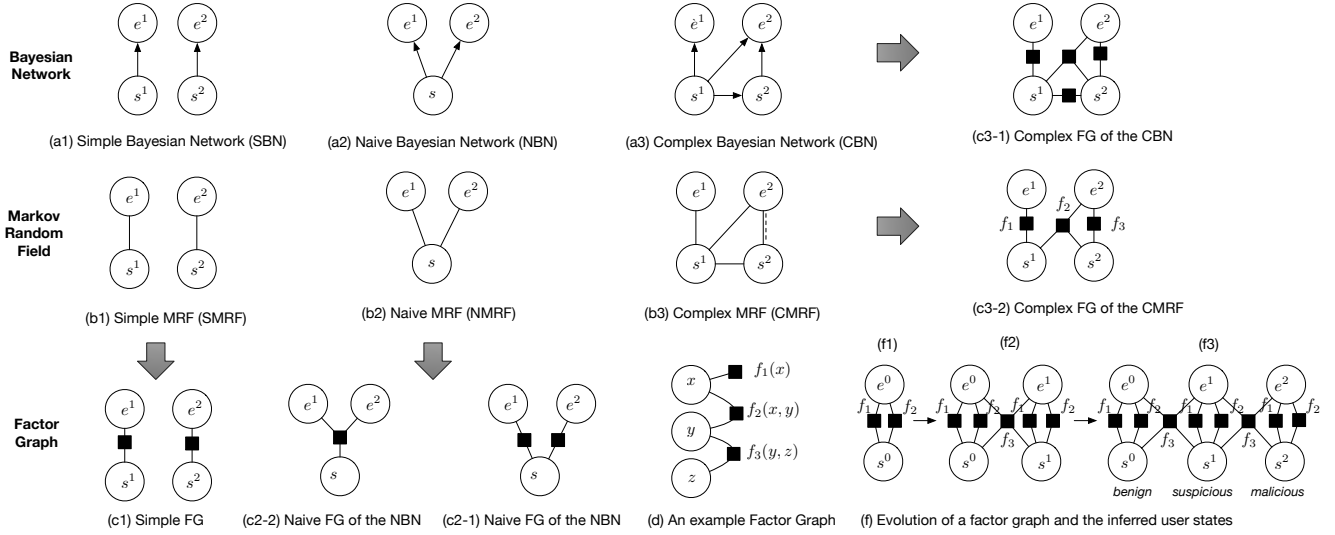 Bayesian
Network
e¹ e² e¹ e² ė¹ e² e¹ e²
s¹ s² s s¹ s² s¹ s²
(a1) Simple Bayesian Network (SBN) (a2) Naive Bayesian Network (NBN) (a3) Complex Bayesian Network (CBN) (c3-1) Complex FG of the CBN
Markov
Random
Field
e¹ e² e¹ e² e¹ e² e¹ e²
f₁ f₂ f₃
s¹ s² s s¹ s² s¹ s²
(b1) Simple MRF (SMRF) (b2) Naive MRF (NMRF) (b3) Complex MRF (CMRF) (c3-2) Complex FG of the CMRF
Factor
Graph
e¹ e²
s¹ s²
(c1) Simple FG
e¹ e²
s
(c2-2) Naive FG of the NBN
e¹ e²
s
(c2-1) Naive FG of the NBN
x f₁(x)
f₂(x, y)
y
f₃(y, z)
z
(d) An example Factor Graph
(f1) (f2) (f3)
e⁰ e⁰ e¹ e⁰ e¹ e²
f₁ f₂ f₁ f₂ f₁ f₂ f₁ f₂ f₁ f₂ f₁ f₂
f₃ f₃ f₃
s⁰ s⁰ s¹ s⁰ s¹ s²
benign suspicious malicious
(f) Evolution of a factor graph and the inferred user states